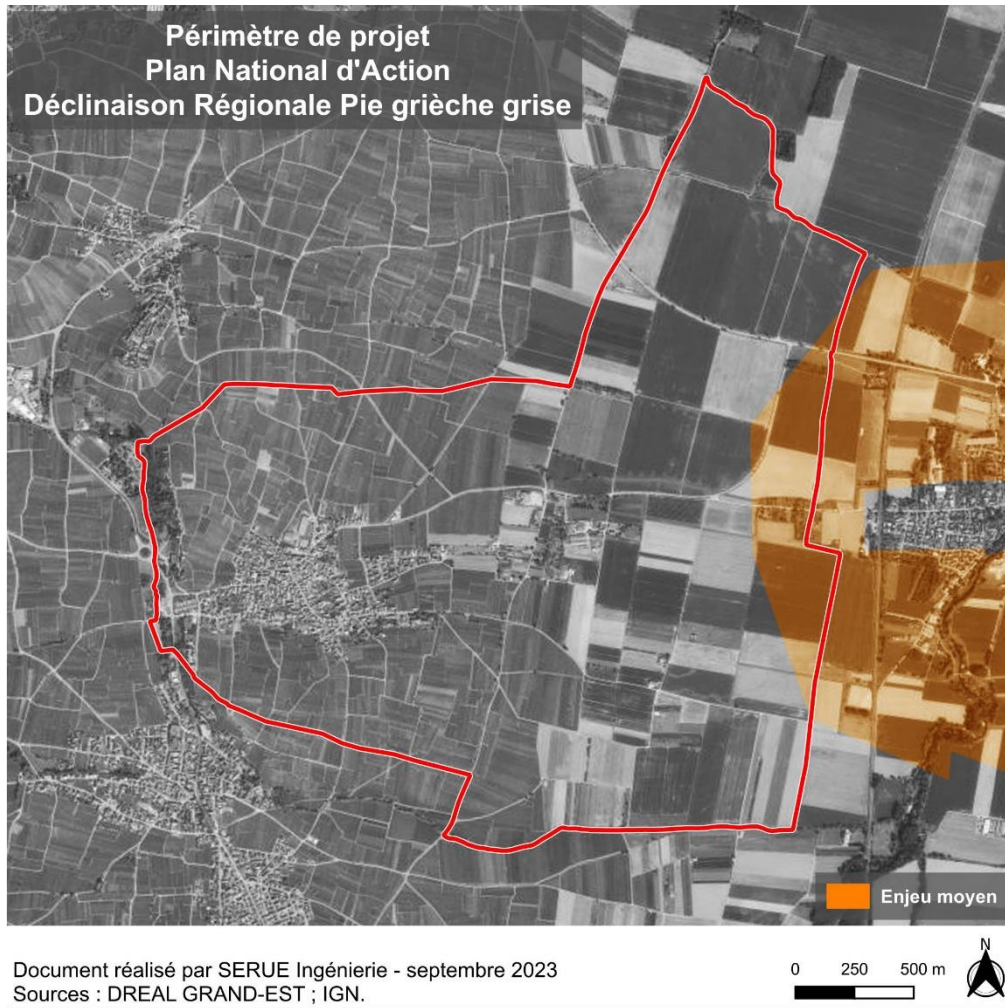 Périmètre de projet
Plan National d'Action
Déclinaison Régionale Pie grièche grise
Enjeu moyen
Document réalisé par SERUE Ingénierie - septembre 2023
Sources : DREAL GRAND-EST ; IGN.
0 250 500 m
N